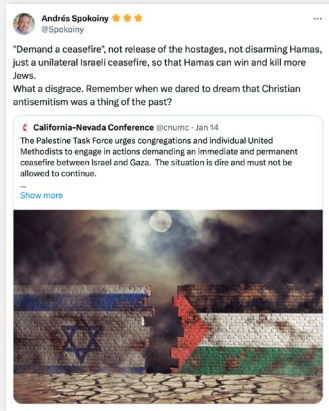 Andrés Spokoiny
@Spokoiny
"Demand a ceasefire", not release of the hostages, not disarming Hamas,
just a unilateral Israeli ceasefire, so that Hamas can win and kill more
Jews.
What a disgrace. Remember when we dared to dream that Christian
antisemitism was a thing of the past?
California-Nevada Conference @cnumc · Jan 14
The Palestine Task Force urges congregations and individual United
Methodists to engage in actions demanding an immediate and permanent
ceasefire between Israel and Gaza. The situation is dire and must not be
allowed to continue.
...
Show more